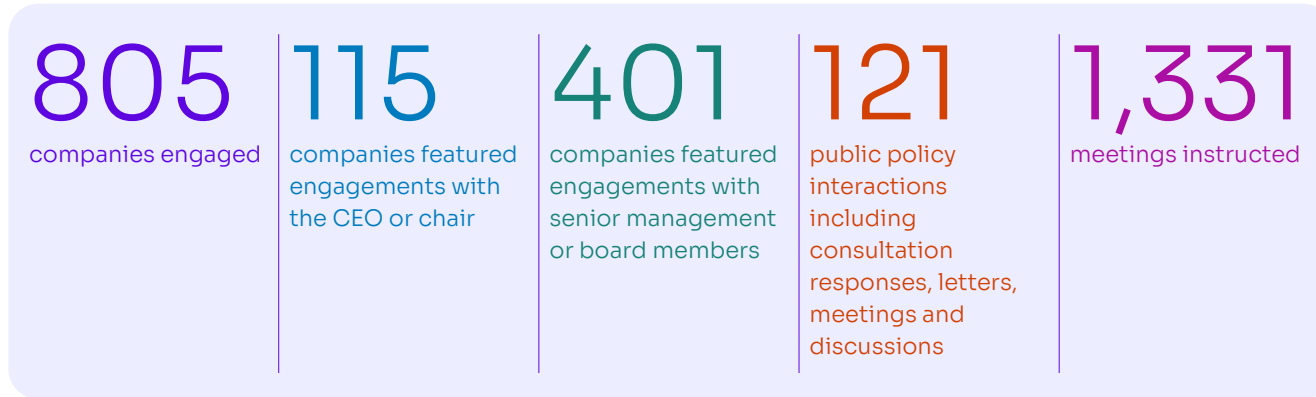 805
companies engaged
115
companies featured
engagements with
the CEO or chair
401
companies featured
engagements with
senior management
or board members
121
public policy
interactions
including
consultation
responses, letters,
meetings and
discussions
1,331
meetings instructed